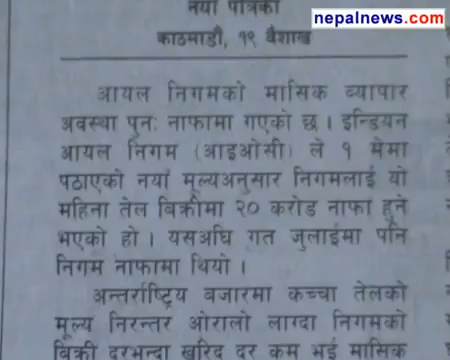 nepalnews.com
नयाँ पत्रिका
काठमाडौं, १९ वैशाख
आयल निगमको मासिक व्यापार
अवस्था पुनः नाफामा गएको छ । इन्डियन
आयल निगम (आइओसी) ले १ मेमा
पठाएको नयाँ मूल्यअनुसार निगमलाई यो
महिना तेल बिक्रीमा २० करोड नाफा हुने
भएको हो । यसअघि गत जुलाईमा पनि
निगम नाफामा थियो ।
अन्तर्राष्ट्रिय बजारमा कच्चा तेलको
मूल्य निरन्तर ओरालो लाग्दा निगमको
बिक्री दरभन्दा खरिद दर कम भई मासिक